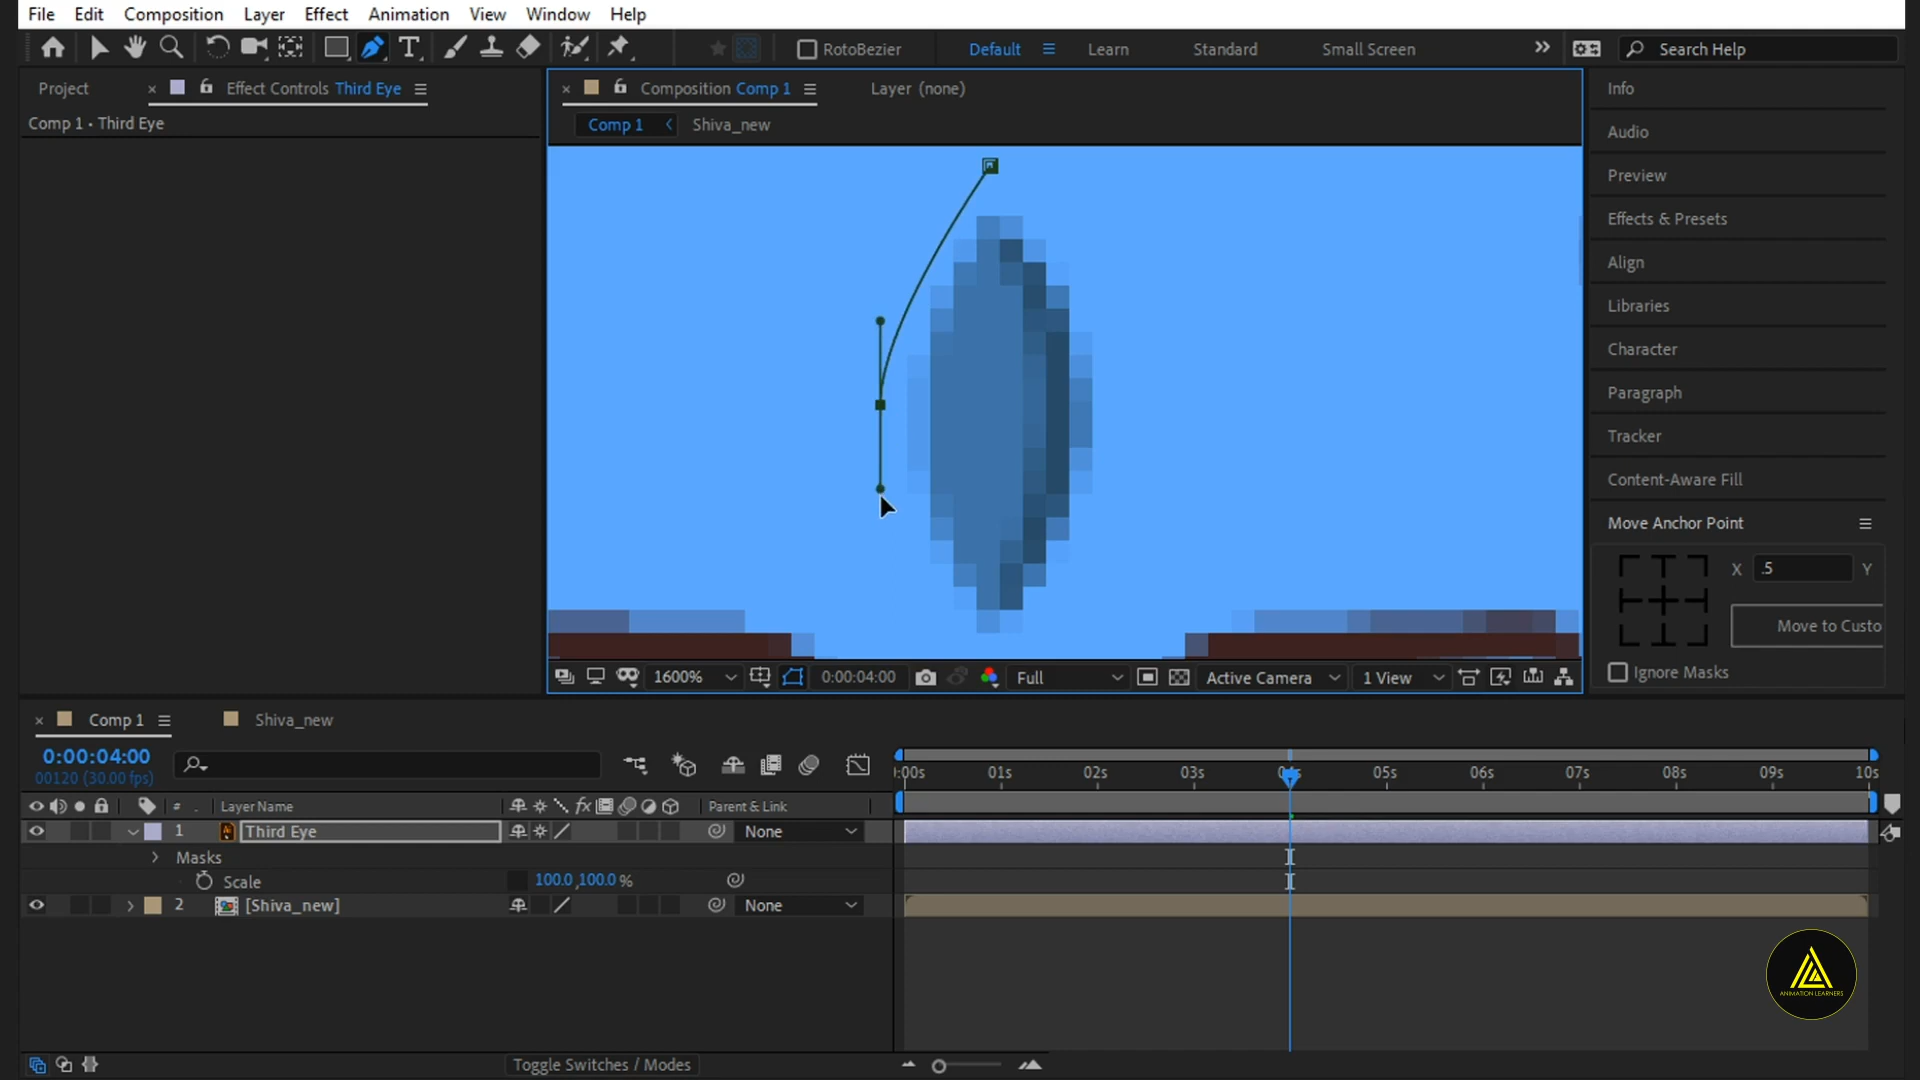 File Edit Composition Layer Effect Animation View Window Help
RotoBezier Default Learn Standard Small Screen Search Help
Project Effect Controls Third Eye Composition Comp 1 Layer (none) Info
Comp 1 • Third Eye
Comp 1 Shiva_new
Audio
Preview
Effects & Presets
Align
Libraries
Character
Paragraph
Tracker
Content-Aware Fill
Move Anchor Point
X .5 Y
Move to Custo
Ignore Masks
1600% 0:00:04:00 Full Active Camera 1 View
Comp 1 Shiva_new
0:00:04:00
00120 (30.00 fps)
:00s 01s 02s 03s 04s 05s 06s 07s 08s 09s 10s
# Layer Name fx Parent & Link
1 Third Eye None
Masks
Scale 100.0,100.0%
2 [Shiva_new] None
ANIMATION LEARNERS
Toggle Switches / Modes